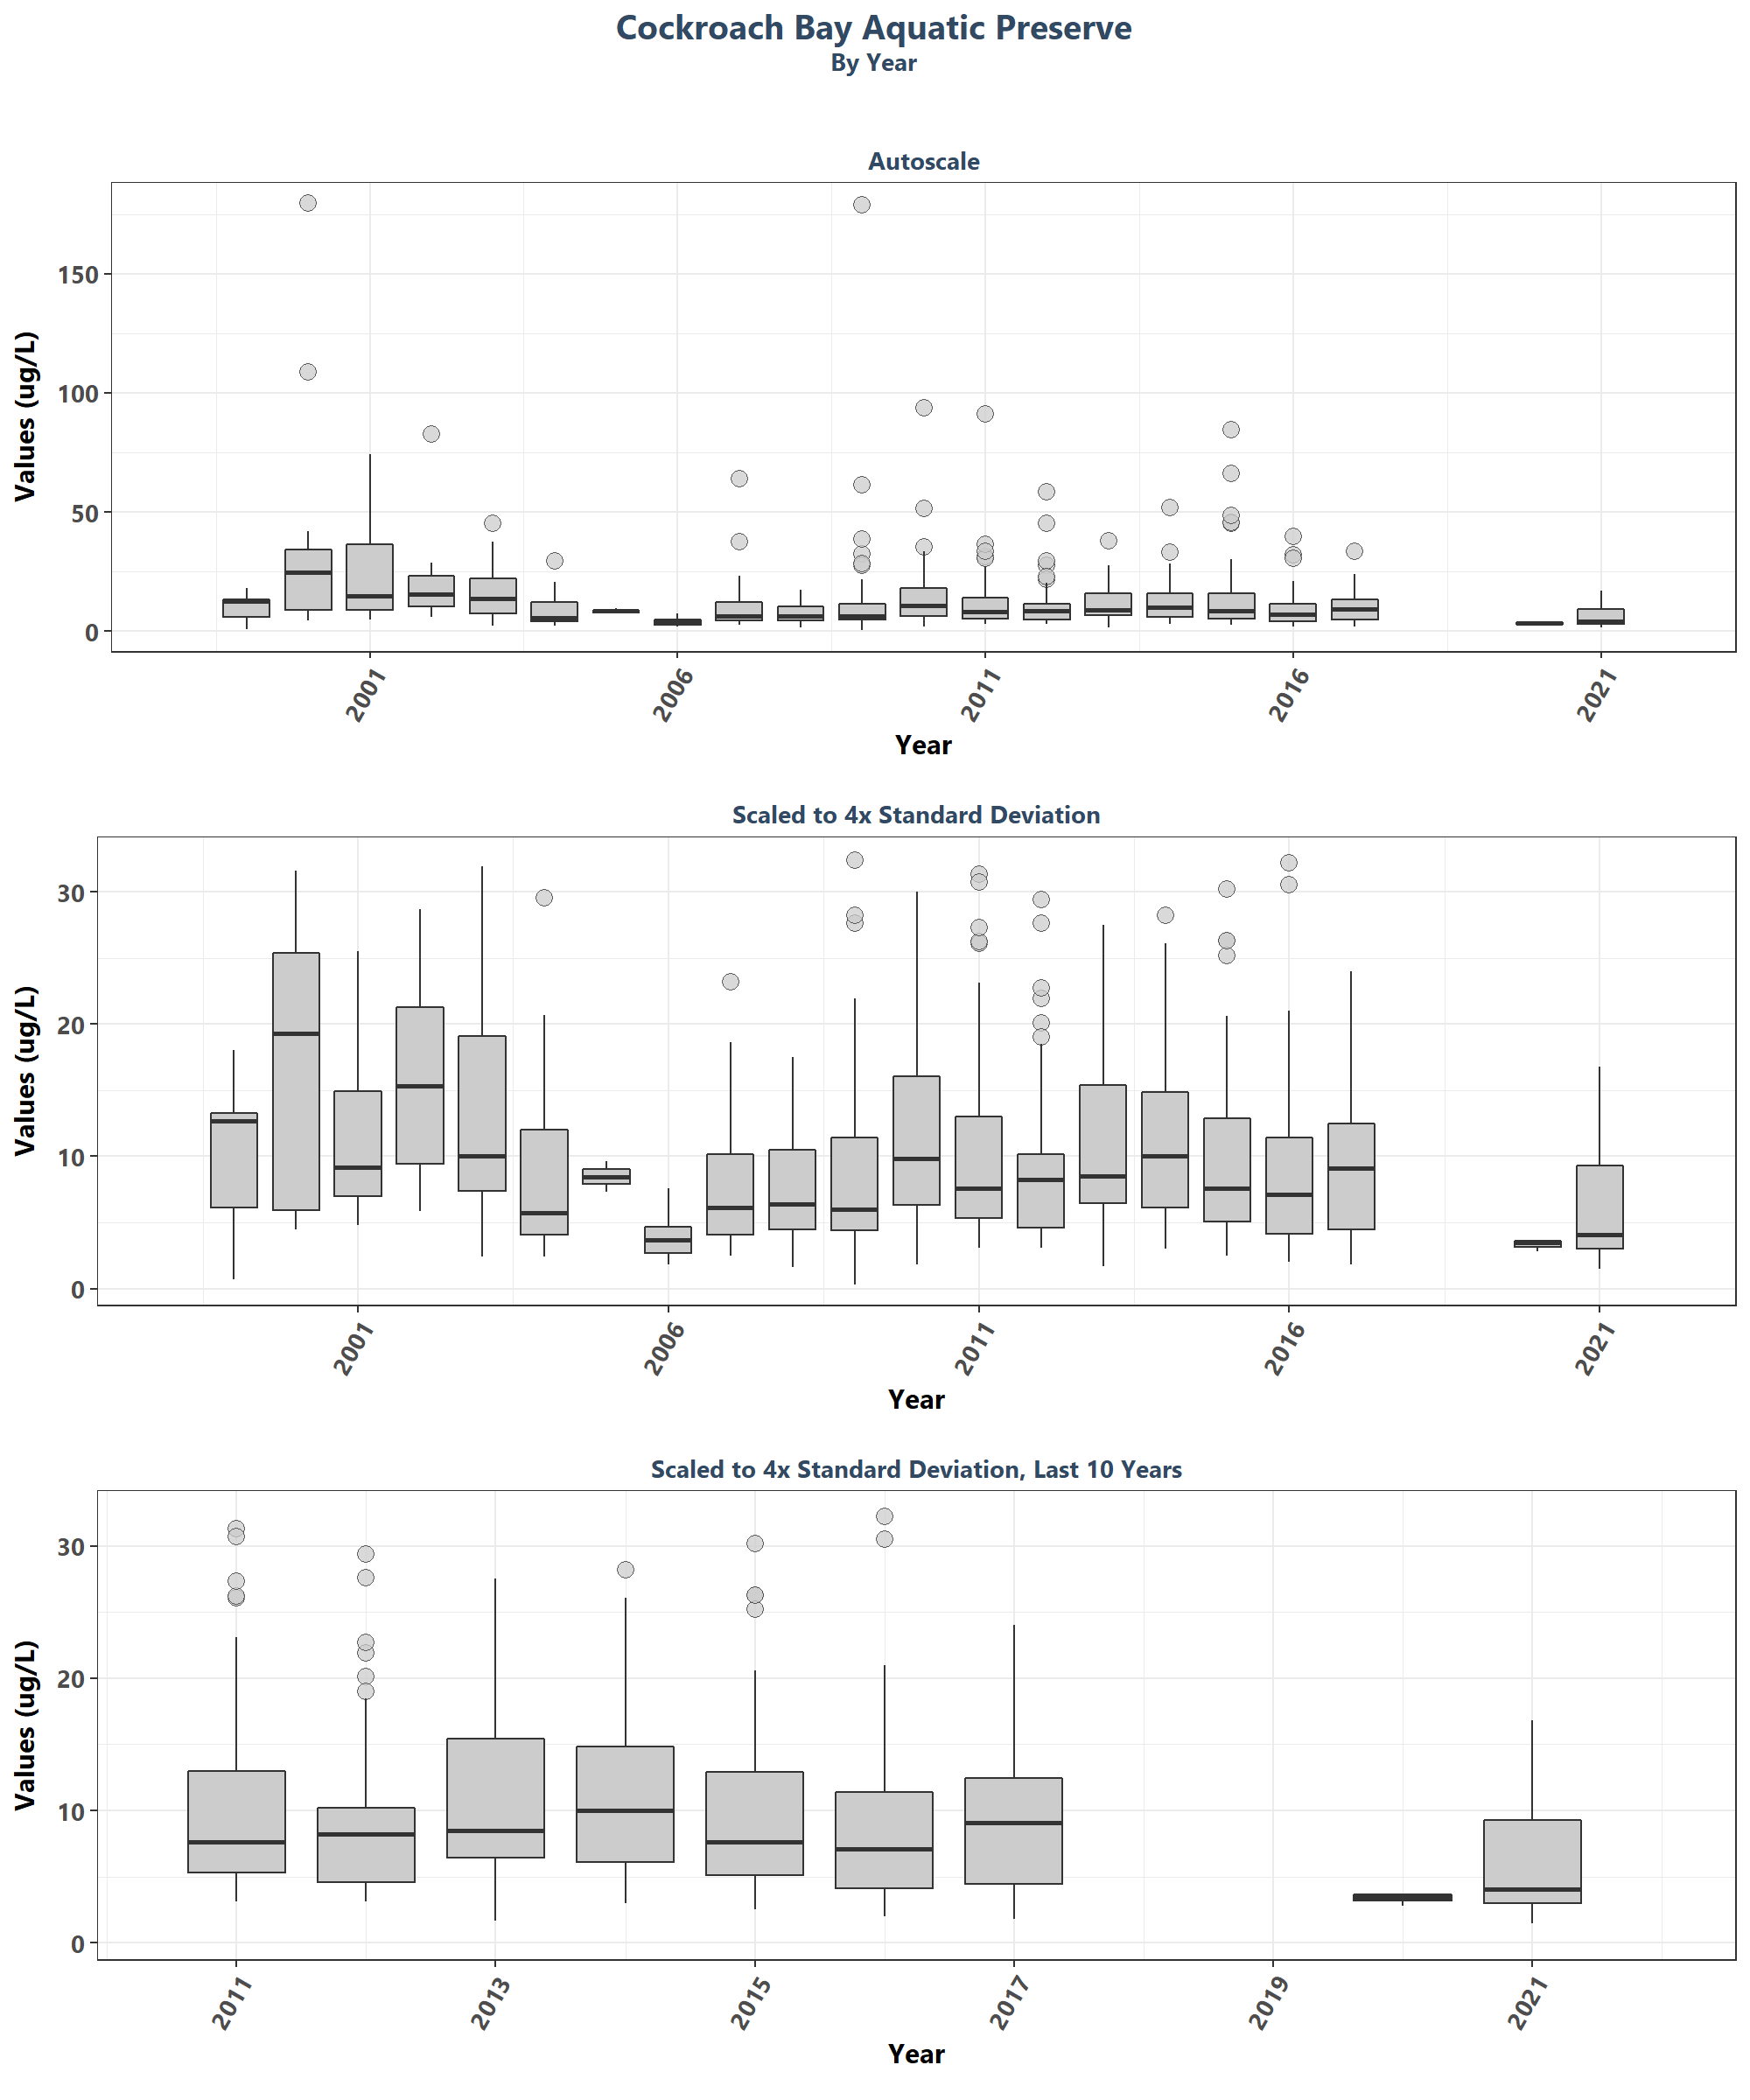 Cockroach Bay Aquatic Preserve
By Year
Autoscale
Values (ug/L)
150
100
50
0
2001
2006
2011
2016
2021
Year
Scaled to 4x Standard Deviation
Values (ug/L)
30
20
10
0
2001
2006
2011
2016
2021
Year
Scaled to 4x Standard Deviation, Last 10 Years
Values (ug/L)
30
20
10
0
2011
2013
2015
2017
2019
2021
Year